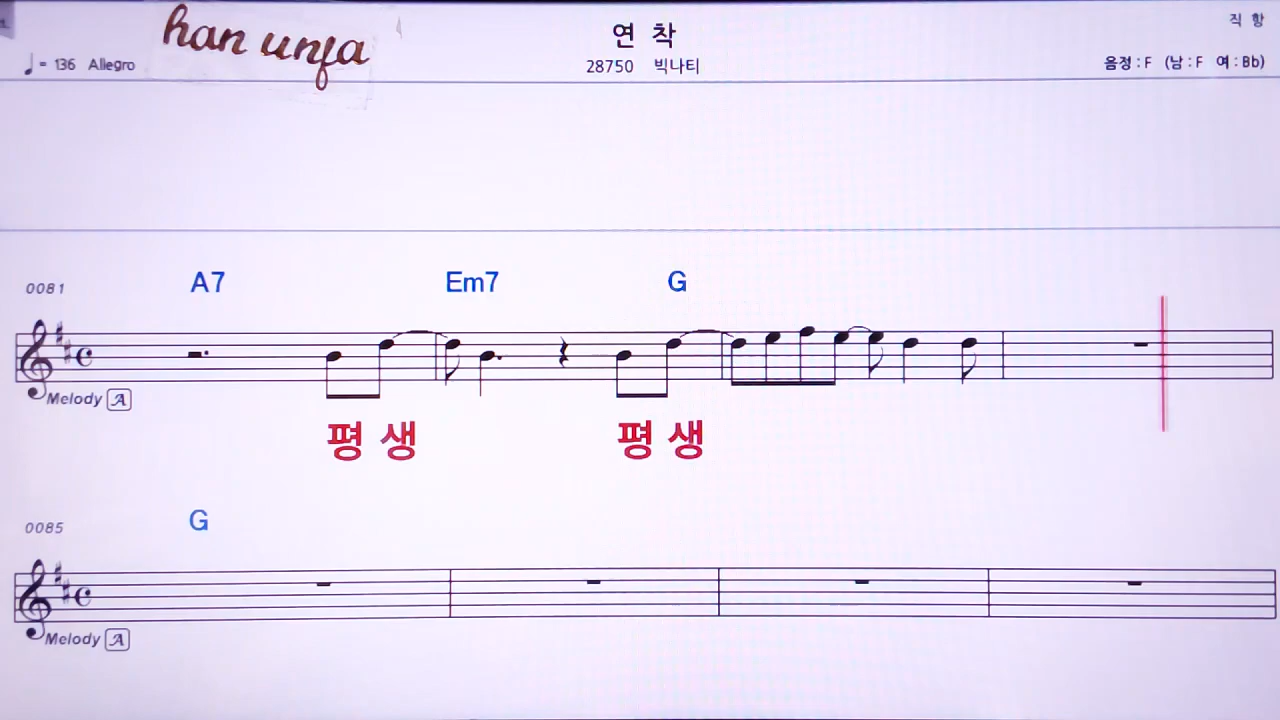 han unfa
연 착
직 항
♩ = 136 Allegro
28750 빅나티
음정 : F (남 : F 여 : Bb)
A7 Em7 G
0081
Melody A
평 생 평 생
G
0085
Melody A